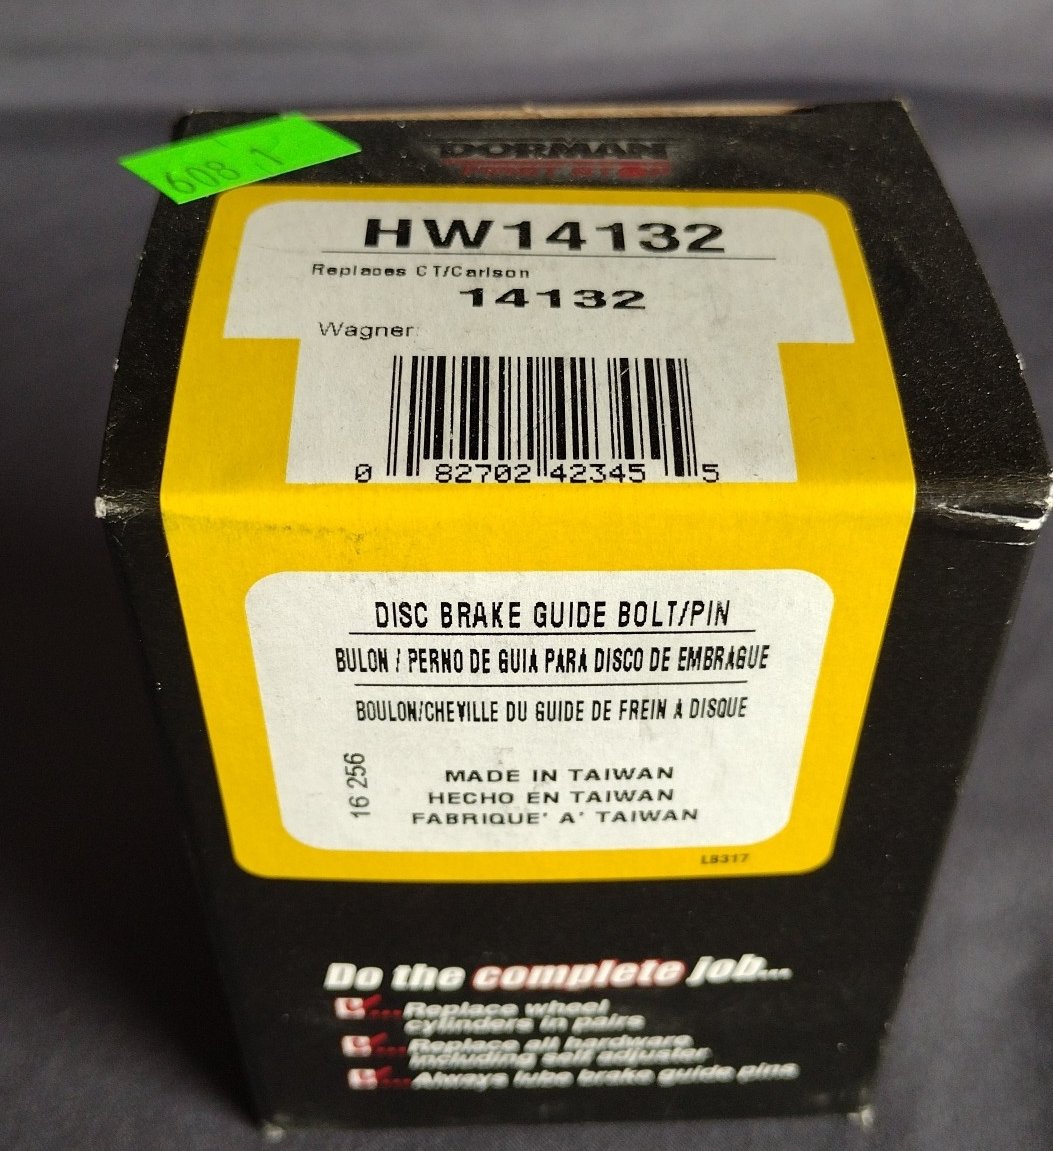 608 1
DORMAN
FIRST STOP
HW14132
Replaces CT/Carlson
14132
Wagner:
0 82702 42345 5
DISC BRAKE GUIDE BOLT/PIN
BULON / PERNO DE GUIA PARA DISCO DE EMBRAGUE
BOULON/CHEVILLE DU GUIDE DE FREIN A DISQUE
16 256
MADE IN TAIWAN
HECHO EN TAIWAN
FABRIQUE' A' TAIWAN
LB317
Do the complete job...
...Replace wheel
cylinders in pairs
...Replace all hardware
including self adjuster
...Always lube brake guide pins